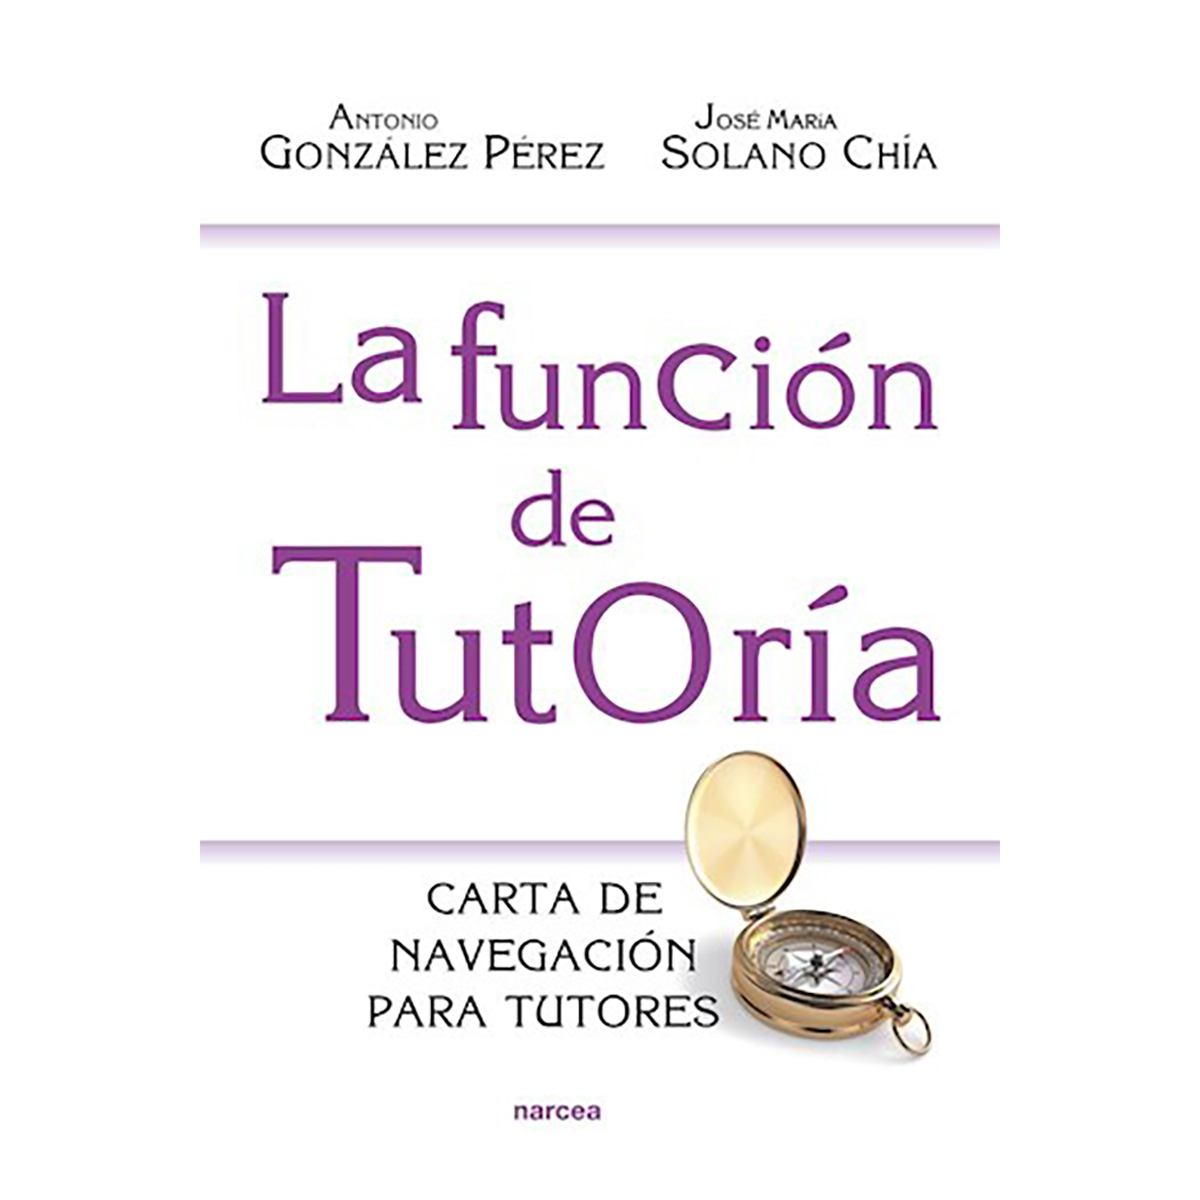 Antonio José María
González Pérez Solano Chía
La función
de
Tutoría
CARTA DE
NAVEGACIÓN
PARA TUTORES
narcea